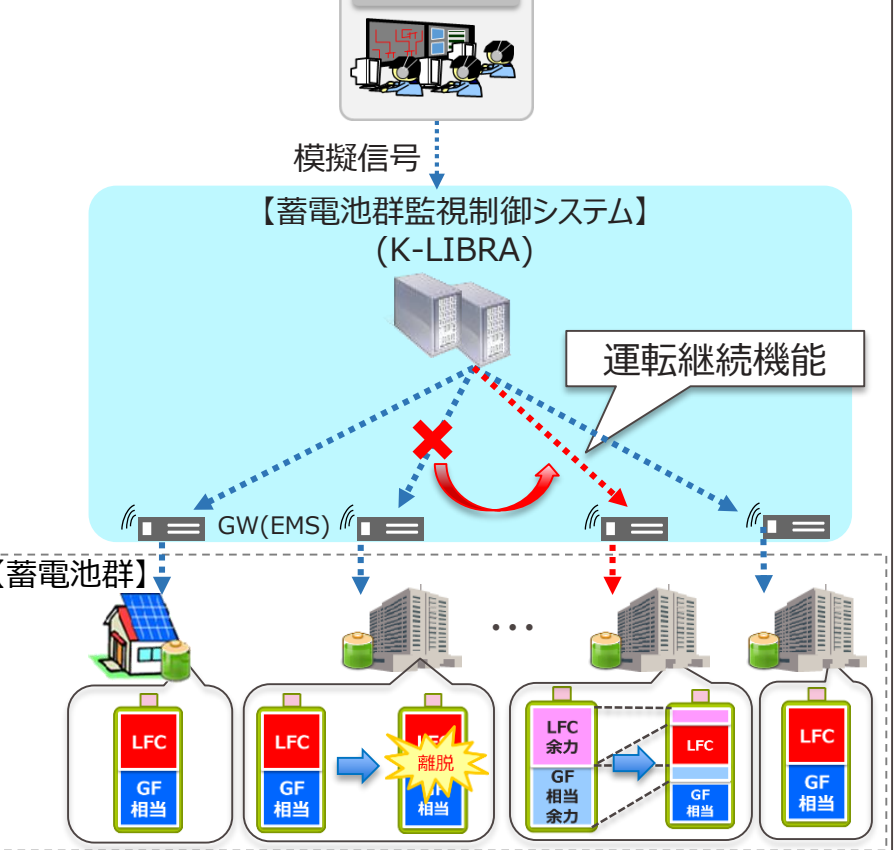 模擬信号
【蓄電池群監視制御システム】
(K-LIBRA)
運転継続機能
GW(EMS)
【蓄電池群】
・・・
LFC
GF
相当
LFC
GF
相当
離脱
相当
LFC
余力
GF
相当
余力
LFC
GF
相当
LFC
GF
相当